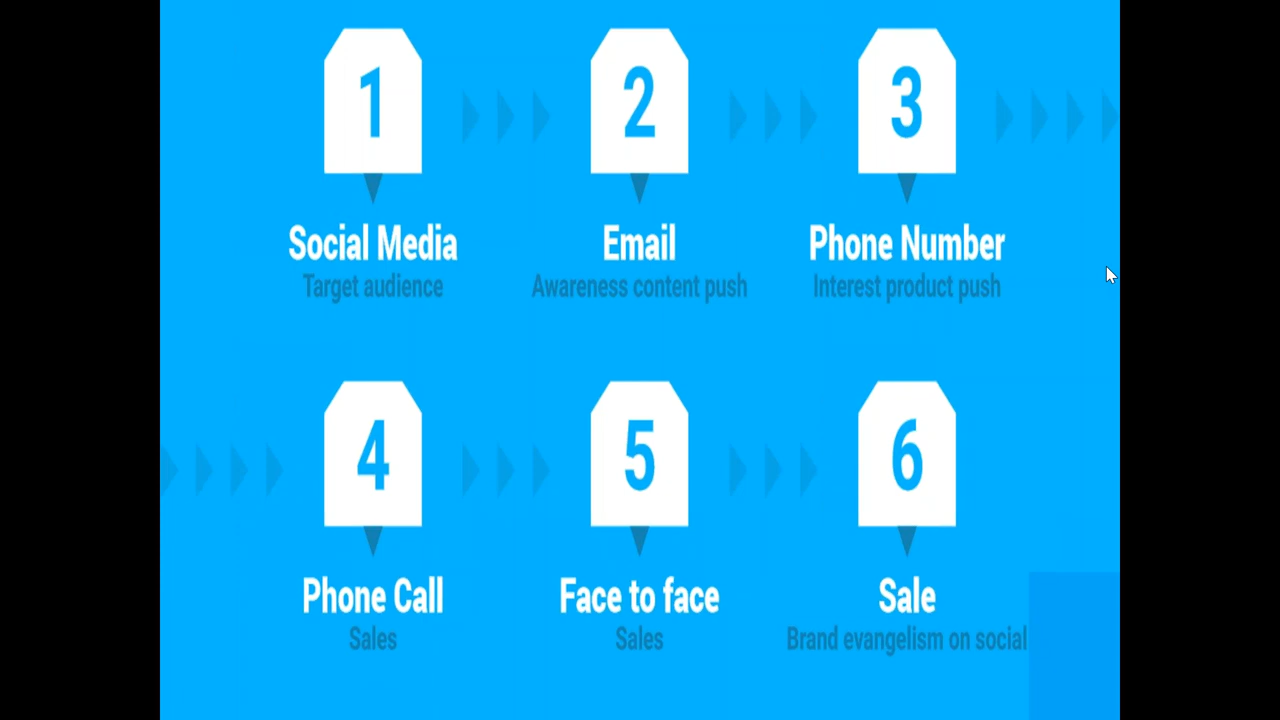 1
2
3
Social Media
Email
Phone Number
Target audience
Awareness content push
Interest product push
4
5
6
Phone Call
Face to face
Sale
Sales
Sales
Brand evangelism on social